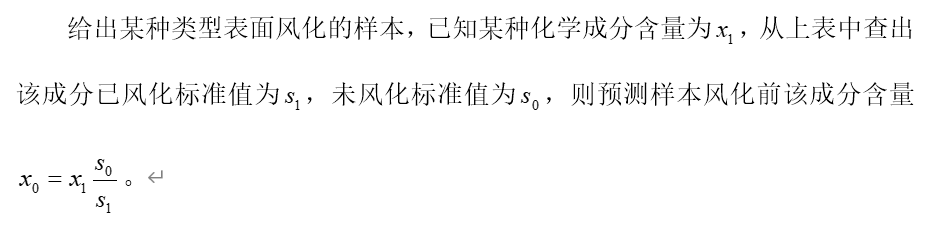 给出某种类型表面风化的样本，已知某种化学成分含量为x₁，从上表中查出
该成分已风化标准值为s₁，未风化标准值为s₀，则预测样本风化前该成分含量
x₀ = x₁ s₀/s₁ 。↵